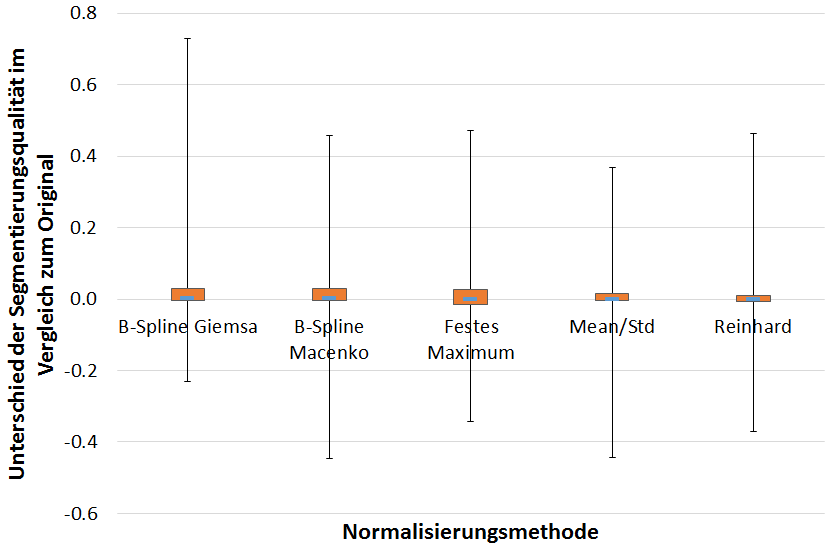 Unterschied der Segmentierungsqualität im
Vergleich zum Original
0.8
0.6
0.4
0.2
0.0
-0.2
-0.4
-0.6
B-Spline Giemsa
B-Spline
Macenko
Festes
Maximum
Mean/Std
Reinhard
Normalisierungsmethode